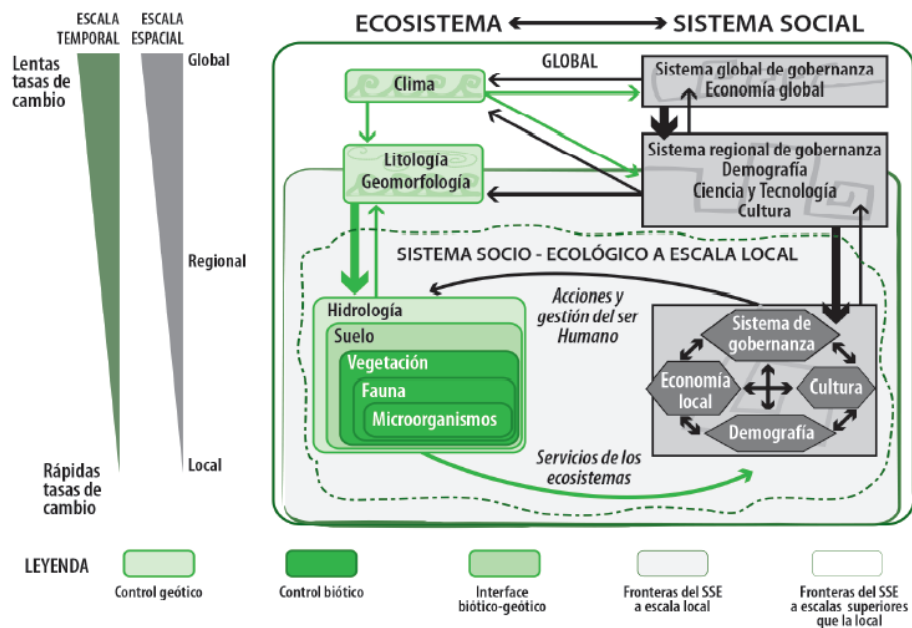 ESCALA
TEMPORAL
ESCALA
ESPACIAL
Lentas
tasas de
cambio
Global
Regional
Local
Rápidas
tasas de
cambio
ECOSISTEMA
SISTEMA SOCIAL
GLOBAL
Clima
Sistema global de gobernanza
Economía global
Litología
Geomorfología
Sistema regional de gobernanza
Demografía
Ciencia y Tecnología
Cultura
SISTEMA SOCIO - ECOLÓGICO A ESCALA LOCAL
Hidrología
Suelo
Vegetación
Fauna
Microorganismos
Acciones y
gestión del ser
Humano
Sistema de
gobernanza
Economía
local
Cultura
Demografía
Servicios de los
ecosistemas
LEYENDA
Control geótico
Control biótico
Interface
biótico-geótico
Fronteras del SSE
a escala local
Fronteras del SSE
a escalas superiores
que la local